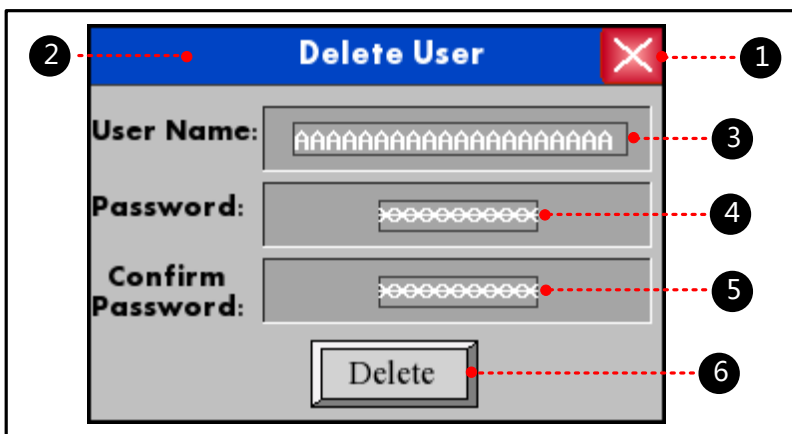 2 Delete User 1
User Name: AAAAAAAAAAAAAAAAAAAA 3
Password: 4
Confirm
Password: 5
Delete 6